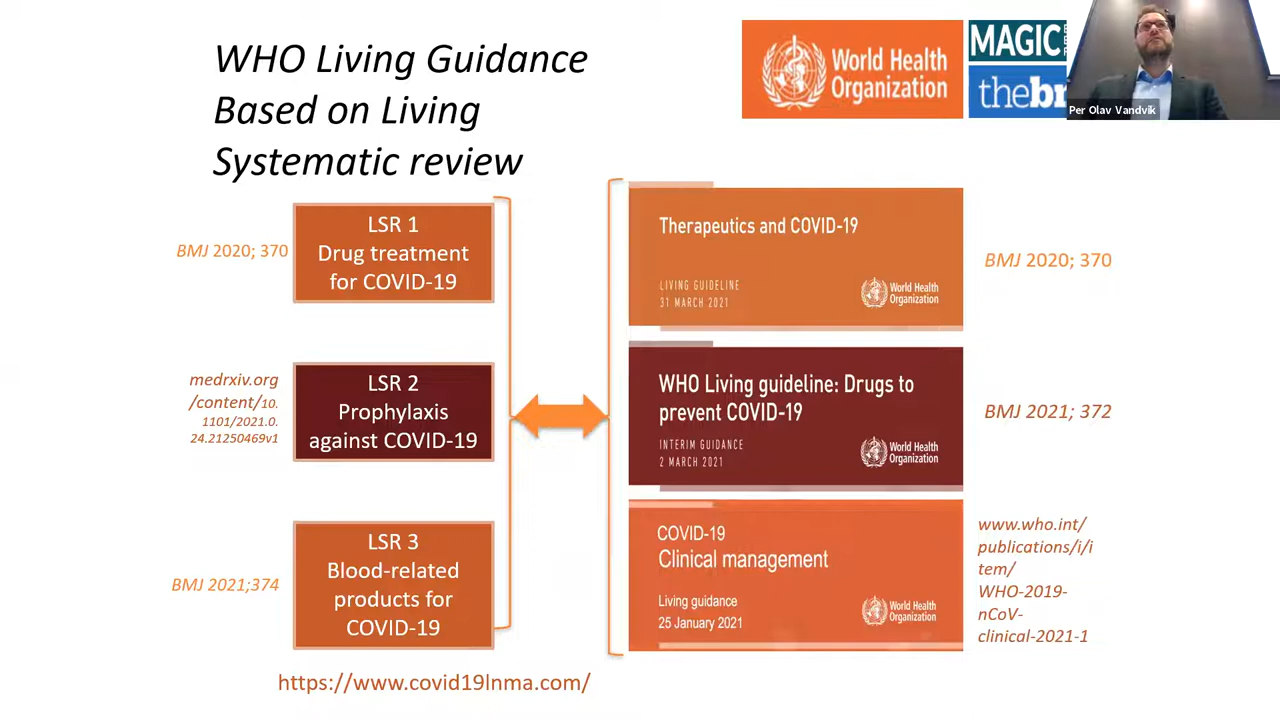 WHO Living Guidance
Based on Living
Systematic review
World Health
Organization
MAGIC
Per Olav Vandvik
BMJ 2020; 370
LSR 1
Drug treatment
for COVID-19
medrxiv.org
/content/10.
1101/2021.0
24.21250469v1
LSR 2
Prophylaxis
against COVID-19
BMJ 2021;374
LSR 3
Blood-related
products for
COVID-19
https://www.covid19lnma.com/
Therapeutics and COVID-19
LIVING GUIDELINE
31 MARCH 2021
World Health
Organization
BMJ 2020; 370
WHO Living guideline: Drugs to
prevent COVID-19
INTERIM GUIDANCE
2 MARCH 2021
World Health
Organization
BMJ 2021; 372
COVID-19
Clinical management
Living guidance
25 January 2021
World Health
Organization
www.who.int/
publications/i/i
tem/
WHO-2019-
nCoV-
clinical-2021-1